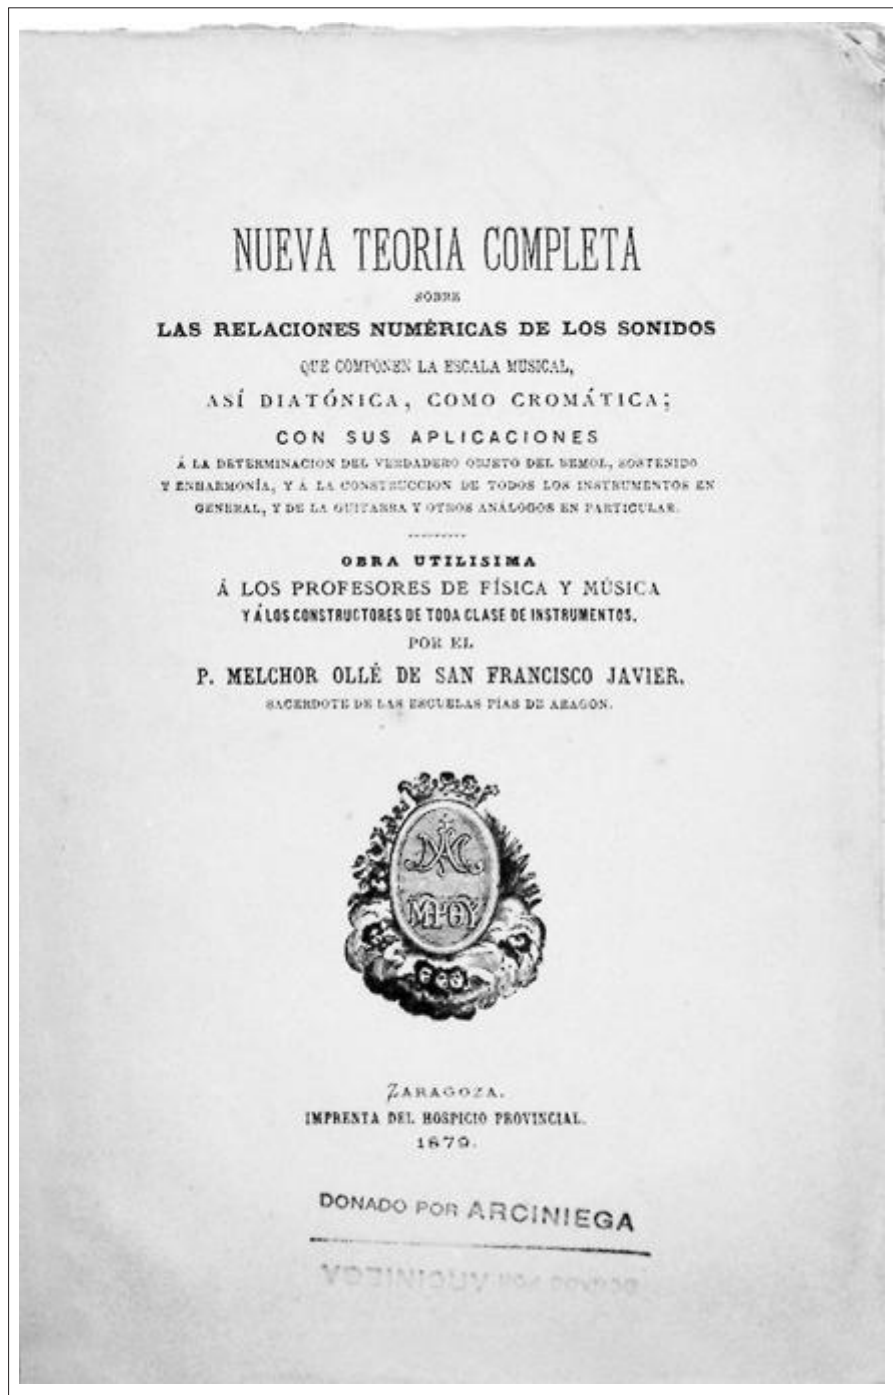 NUEVA TEORIA COMPLETA
SOBRE
LAS RELACIONES NUMÉRICAS DE LOS SONIDOS
QUE COMPONEN LA ESCALA MUSICAL,
ASÍ DIATÓNICA, COMO CROMÁTICA;
CON SUS APLICACIONES
Á LA DETERMINACION DEL VERDADERO OBJETO DEL BEMOL, SOSTENIDO
Y ENHARMONÍA, Y Á LA CONSTRUCCION DE TODOS LOS INSTRUMENTOS EN
GENERAL, Y DE LA GUITARRA Y OTROS ANÁLOGOS EN PARTICULAR.
OBRA UTILISIMA
Á LOS PROFESORES DE FÍSICA Y MÚSICA
Y Á LOS CONSTRUCTORES DE TODA CLASE DE INSTRUMENTOS,
POR EL
P. MELCHOR OLLÉ DE SAN FRANCISCO JAVIER,
SACERDOTE DE LAS ESCUELAS PÍAS DE ARAGON.
ZARAGOZA.
IMPRENTA DEL HOSPICIO PROVINCIAL.
1879.
DONADO POR ARCINIEGA